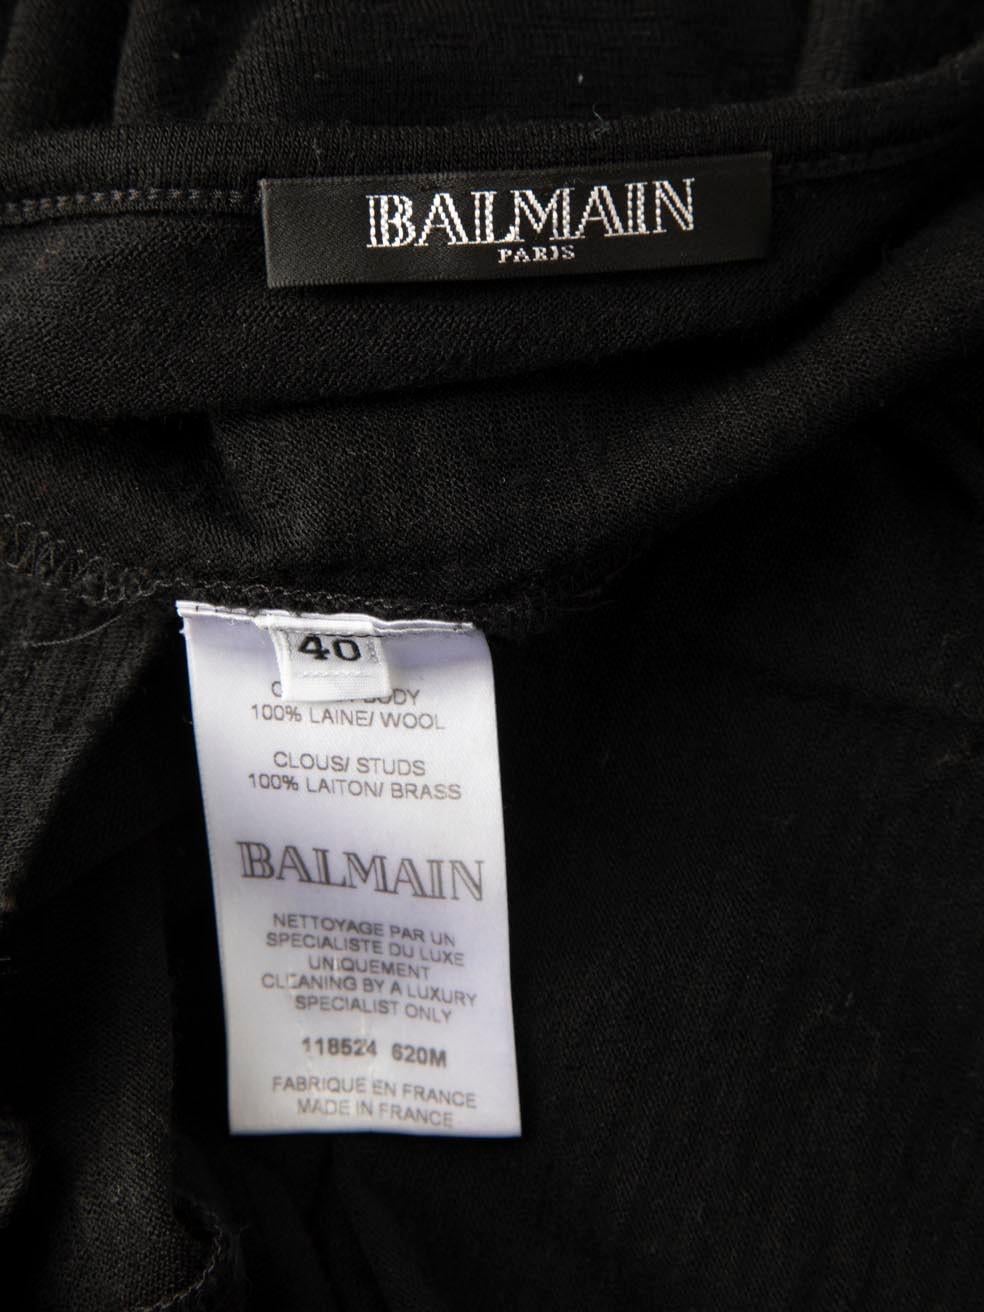 BALMAIN
PARIS
40
BODY
100% LAINE/ WOOL
CLOUS/ STUDS
100% LAITON/ BRASS
BALMAIN
NETTOYAGE PAR UN
SPECIALISTE DU LUXE
UNIQUEMENT
CLEANING BY A LUXURY
SPECIALIST ONLY
118524 620M
FABRIQUE EN FRANCE
MADE IN FRANCE